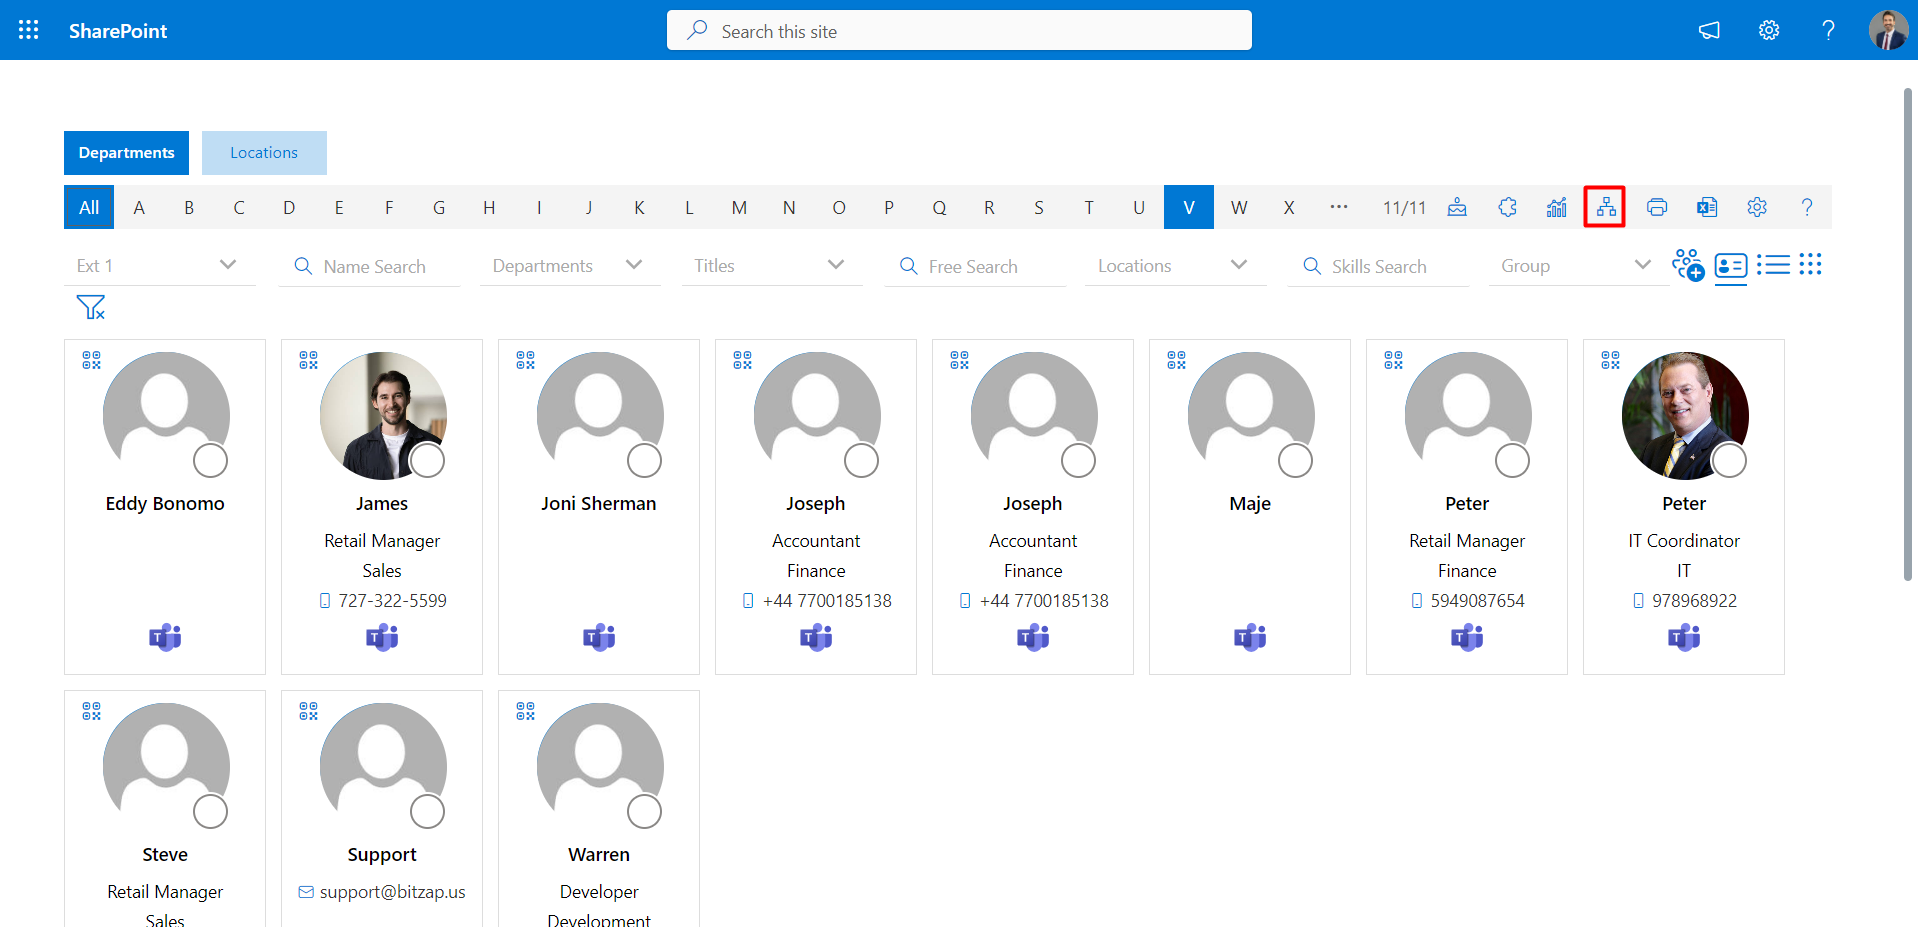 SharePoint
Search this site
?
Departments
Locations
All A B C D E F G H I J K L M N O P Q R S T U V W X ··· 11/11 ?
Ext 1 Name Search Departments Titles Free Search Locations Skills Search Group
Eddy Bonomo James Joni Sherman Joseph Joseph Maje Peter Peter
Retail Manager Accountant Accountant Retail Manager IT Coordinator
Sales Finance Finance Finance IT
727-322-5599 +44 7700185138 +44 7700185138 5949087654 978968922
T T T T T T T T
Steve Support Warren
Retail Manager support@bitzap.us Developer
Sales Development